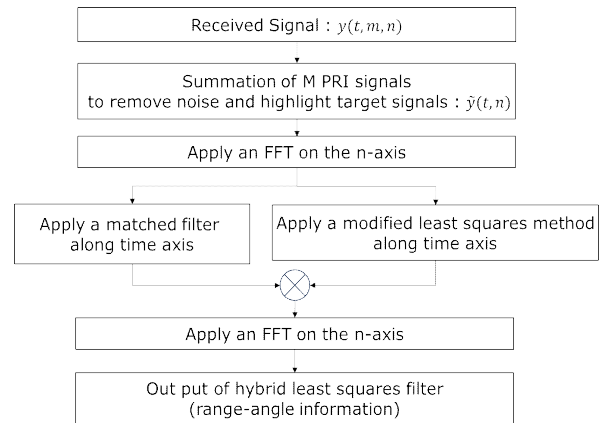 Received Signal : y(t, m, n)
Summation of M PRI signals
to remove noise and highlight target signals : ỹ(t, n)
Apply an FFT on the n-axis
Apply a matched filter
along time axis
Apply a modified least squares method
along time axis
Apply an FFT on the n-axis
Out put of hybrid least squares filter
(range-angle information)